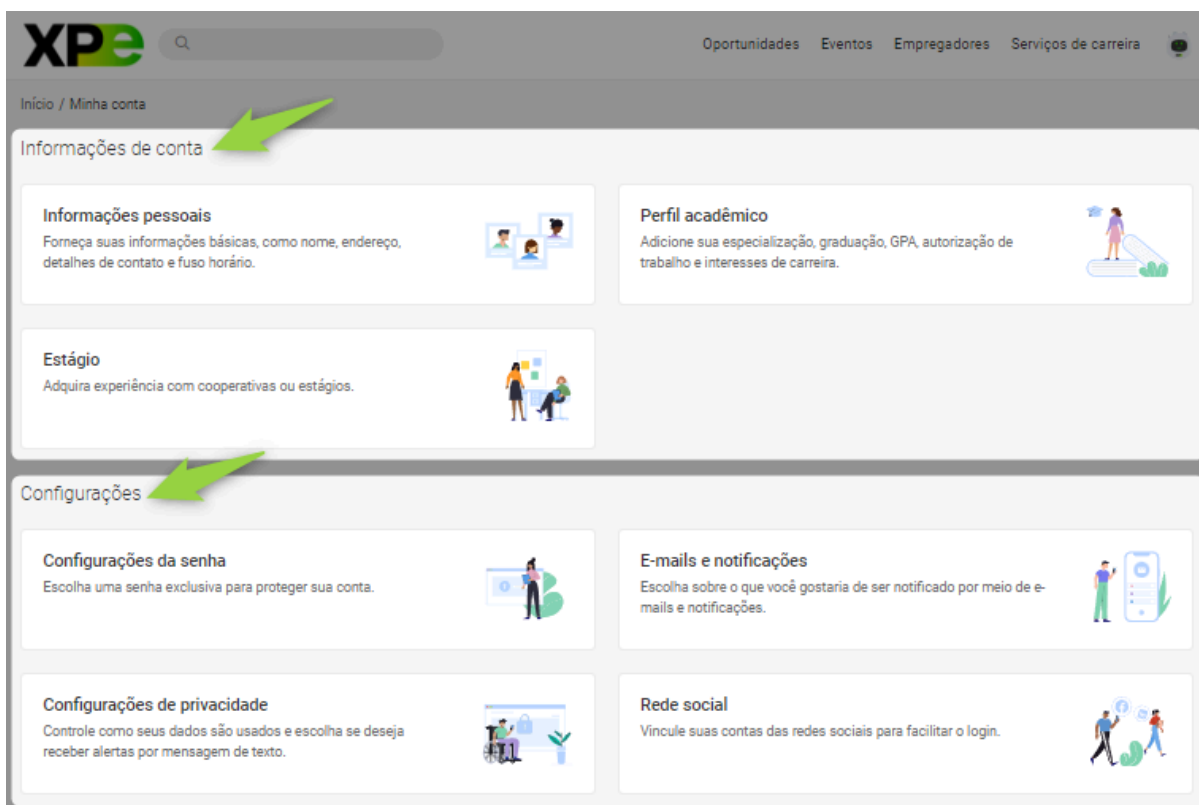 XPe
Oportunidades Eventos Empregadores Serviços de carreira
Início / Minha conta
Informações de conta
Informações pessoais
Forneça suas informações básicas, como nome, endereço,
detalhes de contato e fuso horário.
Perfil acadêmico
Adicione sua especialização, graduação, GPA, autorização de
trabalho e interesses de carreira.
Estágio
Adquira experiência com cooperativas ou estágios.
Configurações
Configurações da senha
Escolha uma senha exclusiva para proteger sua conta.
E-mails e notificações
Escolha sobre o que você gostaria de ser notificado por meio de e-
mails e notificações.
Configurações de privacidade
Controle como seus dados são usados e escolha se deseja
receber alertas por mensagem de texto.
Rede social
Vincule suas contas das redes sociais para facilitar o login.